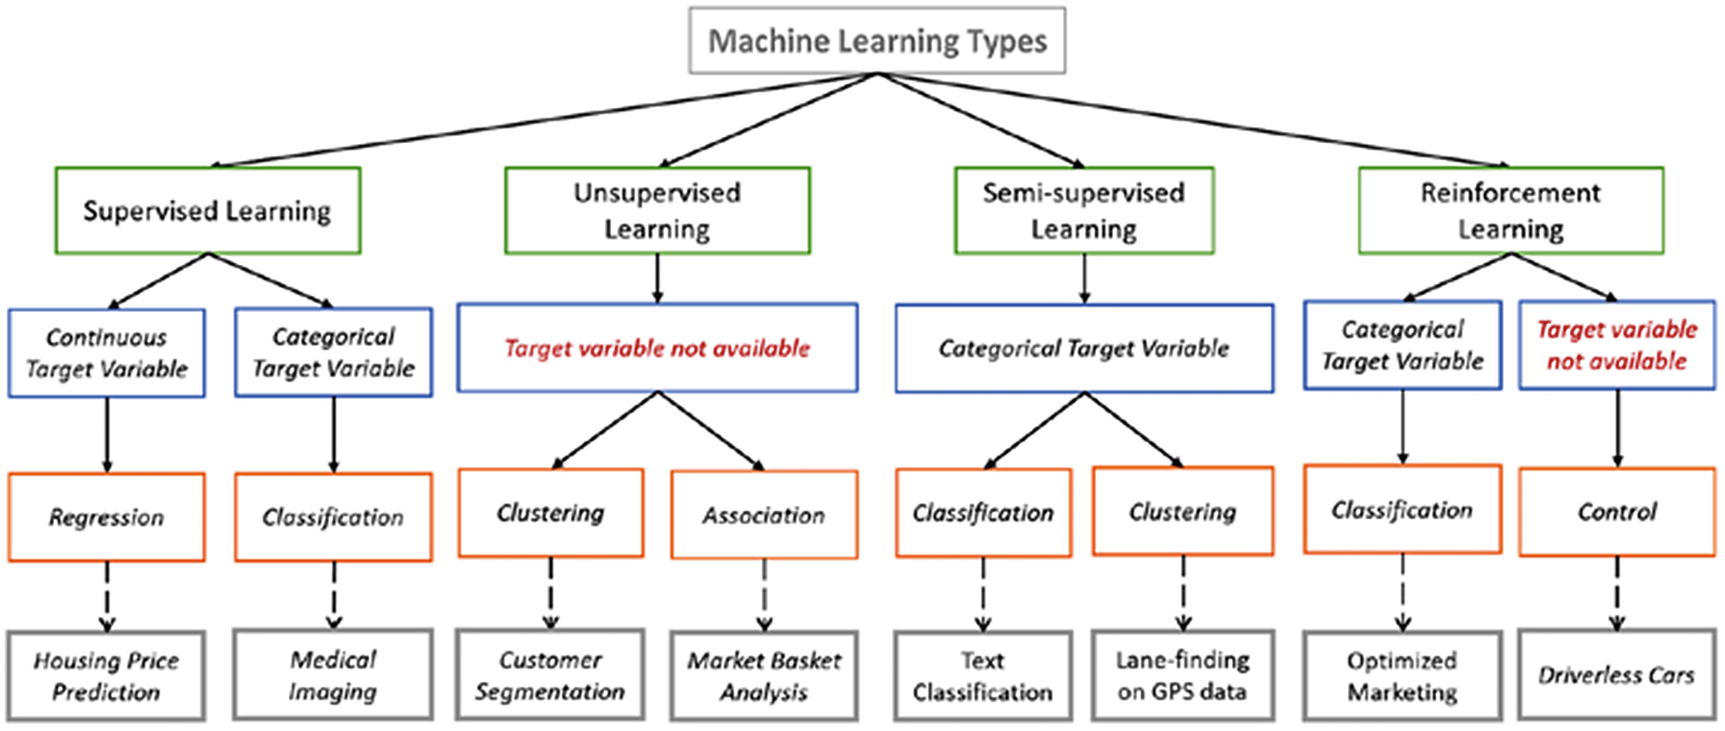 Machine Learning Types
Supervised Learning
Unsupervised
Learning
Semi-supervised
Learning
Reinforcement
Learning
Continuous
Target Variable
Categorical
Target Variable
Target variable not available
Categorical Target Variable
Categorical
Target Variable
Target variable
not available
Regression
Classification
Clustering
Association
Classification
Clustering
Classification
Control
Housing Price
Prediction
Medical
Imaging
Customer
Segmentation
Market Basket
Analysis
Text
Classification
Lane-finding
on GPS data
Optimized
Marketing
Driverless Cars